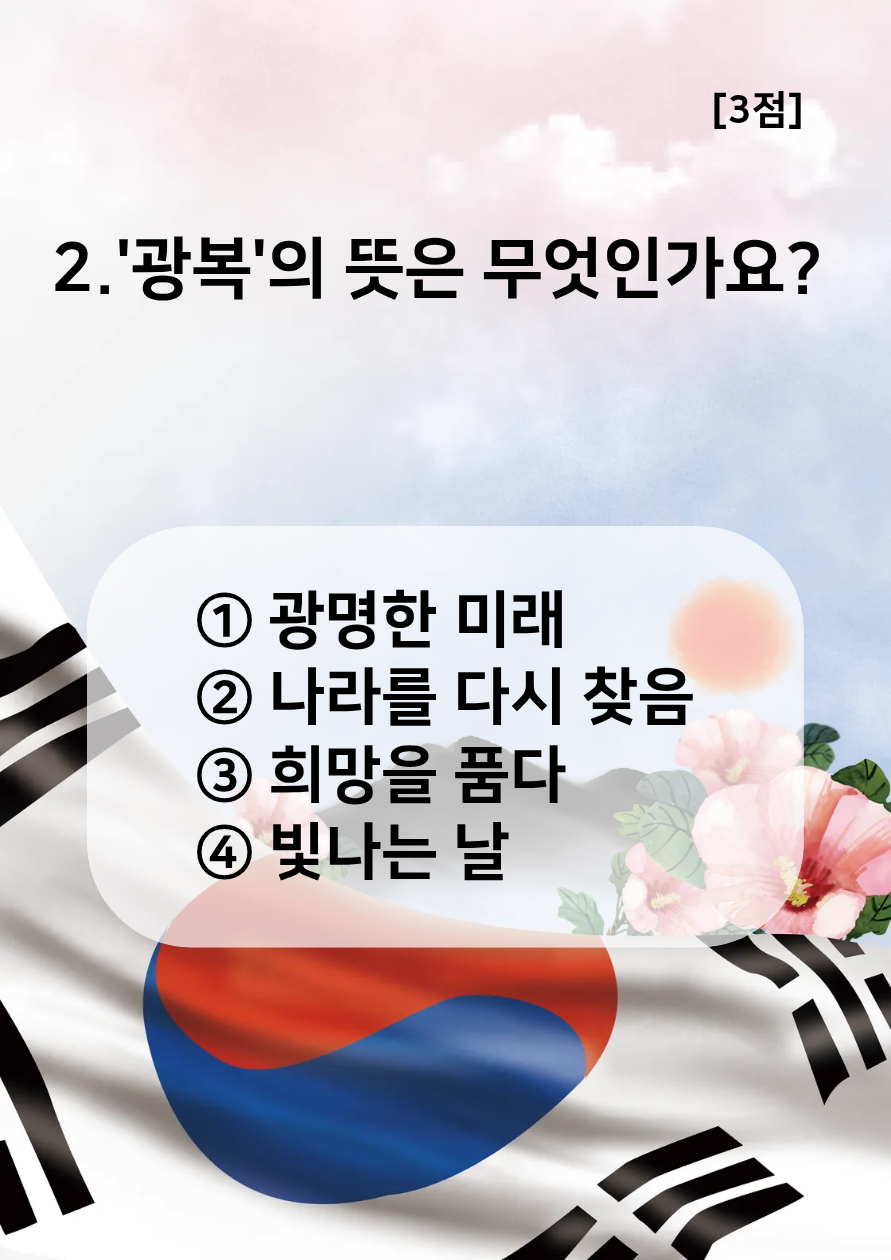 [3점]
2.'광복'의 뜻은 무엇인가요?
① 광명한 미래
② 나라를 다시 찾음
③ 희망을 품다
④ 빛나는 날